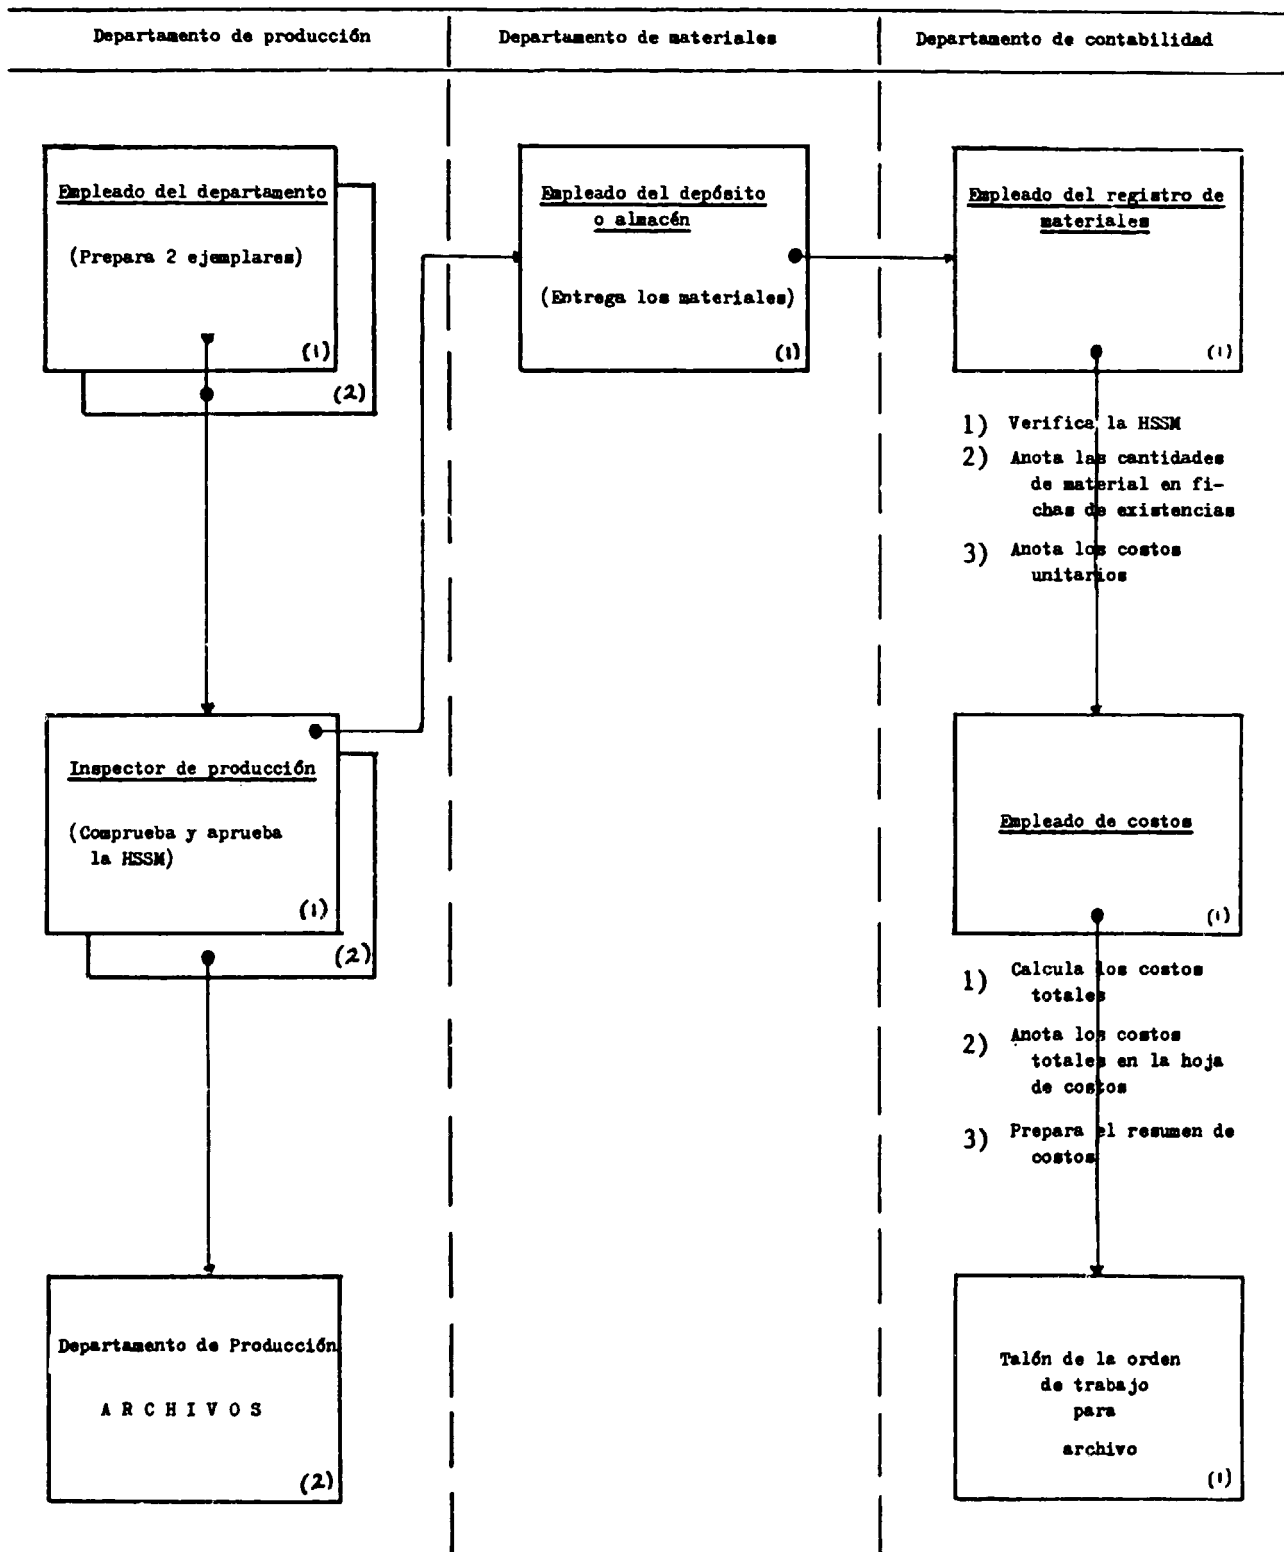 Departamento de producción
Departamento de materiales
Departamento de contabilidad
Empleado del departamento
(Prepara 2 ejemplares)
(1)
(2)
Empleado del depósito
o almacén
(Entrega los materiales)
(1)
Empleado del registro de
materiales
(1)
1) Verifica la HSSM
2) Anota las cantidades
de material en fi-
chas de existencias
3) Anota los costos
unitarios
Inspector de producción
(Comprueba y aprueba
la HSSM)
(1)
(2)
Empleado de costos
(1)
1) Calcula los costos
totales
2) Anota los costos
totales en la hoja
de costos
3) Prepara el resumen de
costos
Departamento de Producción
A R C H I V O S
(2)
Talón de la orden
de trabajo
para
archivo
(1)